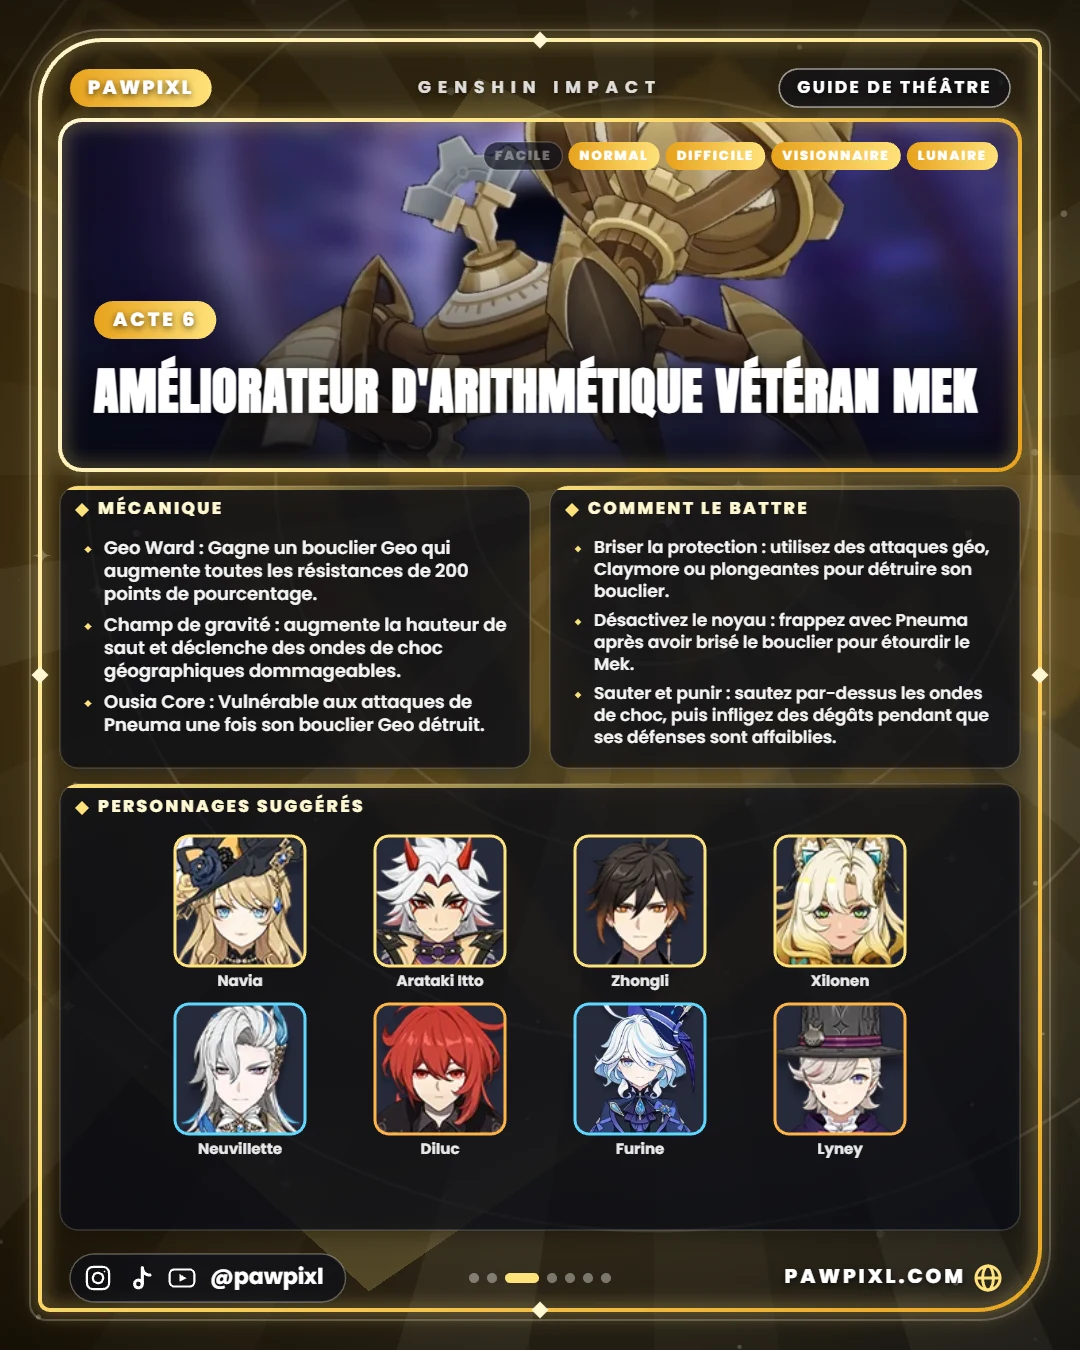 PAWPIXL
GENSHIN IMPACT
GUIDE DE THÉÂTRE
FACILE
NORMAL
DIFFICILE
VISIONNAIRE
LUNAIRE
ACTE 6
AMÉLIORATEUR D'ARITHMÉTIQUE VÉTÉRAN MEK
MÉCANIQUE
Geo Ward : Gagne un bouclier Geo qui
augmente toutes les résistances de 200
points de pourcentage.
Champ de gravité : augmente la hauteur de
saut et déclenche des ondes de choc
géographiques dommageables.
Ousia Core : Vulnérable aux attaques de
Pneuma une fois son bouclier Geo détruit.
COMMENT LE BATTRE
Briser la protection : utilisez des attaques géo,
Claymore ou plongeantes pour détruire son
bouclier.
Désactivez le noyau : frappez avec Pneuma
après avoir brisé le bouclier pour étourdir le
Mek.
Sauter et punir : sautez par-dessus les ondes
de choc, puis infligez des dégâts pendant que
ses défenses sont affaiblies.
PERSONNAGES SUGGÉRÉS
Navia
Arataki Itto
Zhongli
Xilonen
Neuvillette
Diluc
Furine
Lyney
@pawpixl
PAWPIXL.COM